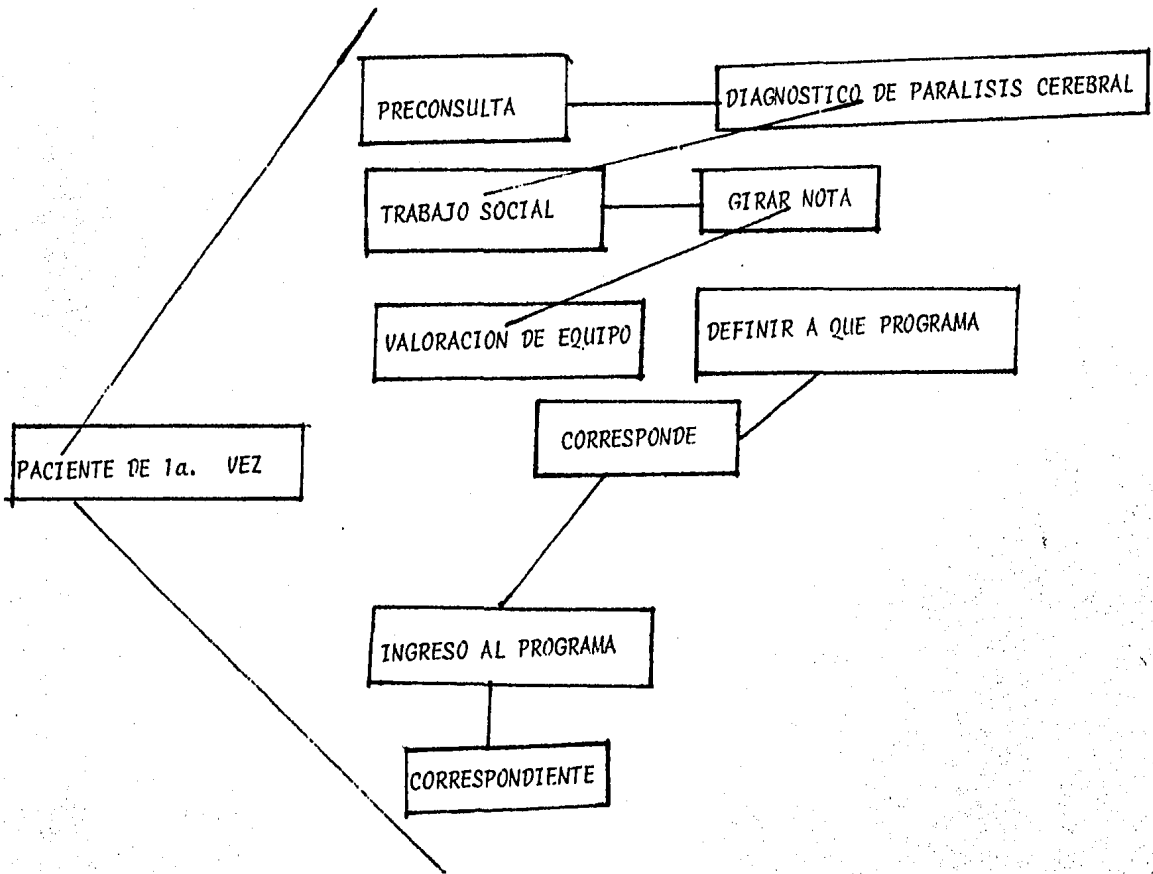 PRECONSULTA
DIAGNOSTICO DE PARALISIS CEREBRAL
TRABAJO SOCIAL
GIRAR NOTA
VALORACION DE EQUIPO
DEFINIR A QUE PROGRAMA
CORRESPONDE
PACIENTE DE 1a. VEZ
INGRESO AL PROGRAMA
CORRESPONDIENTE